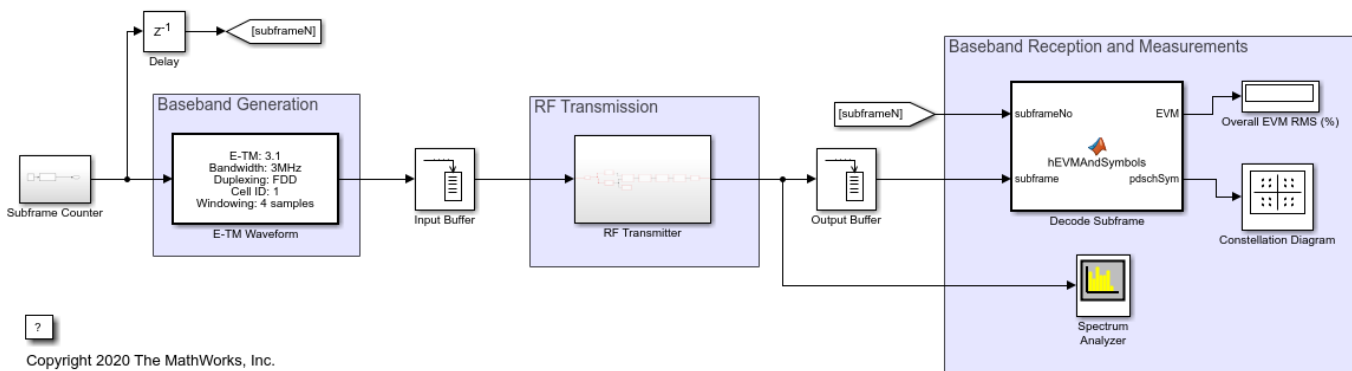 z-1
[subframeN]
Delay
Baseband Generation
E-TM: 3.1
Bandwidth: 3MHz
Duplexing: FDD
Cell ID: 1
Windowing: 4 samples
E-TM Waveform
Subframe Counter
Input Buffer
RF Transmission
RF Transmitter
[subframeN]
Output Buffer
Baseband Reception and Measurements
subframeNo
subframe
hEVMAndSymbols
EVM
pdschSym
Decode Subframe
Overall EVM RMS (%)
Constellation Diagram
Spectrum
Analyzer
?
Copyright 2020 The MathWorks, Inc.